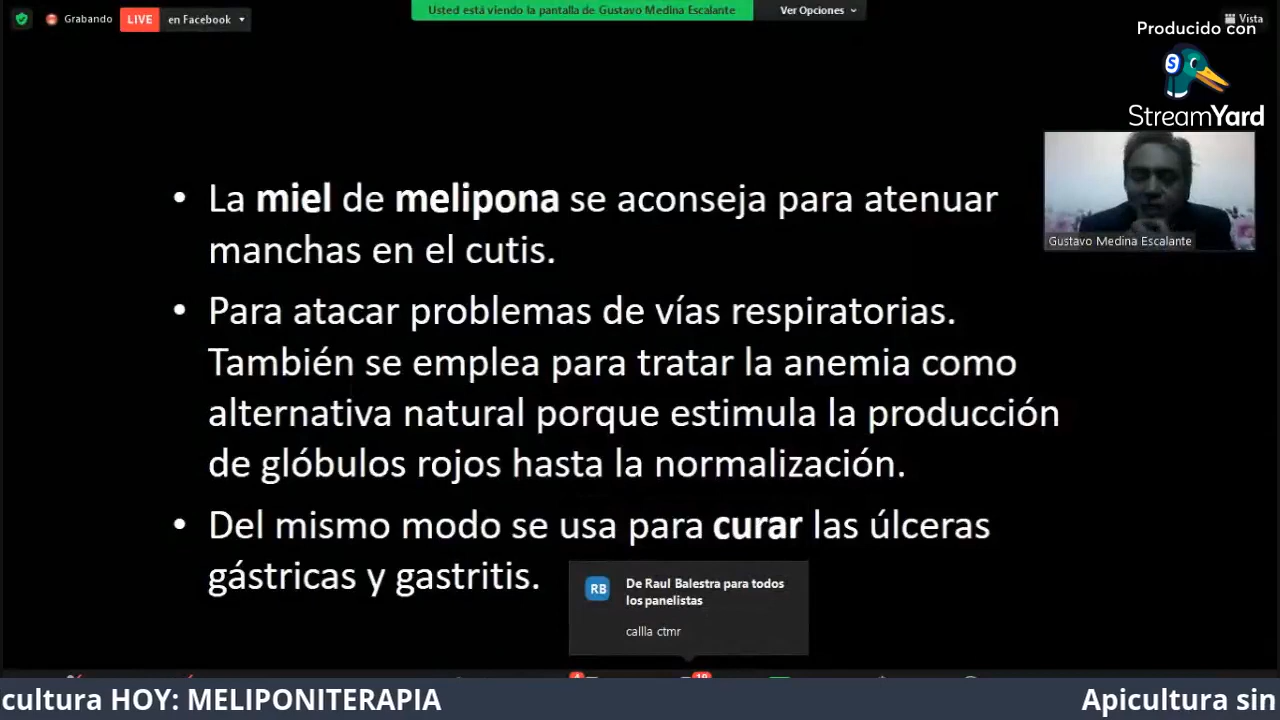 Grabando
LIVE
en Facebook
Usted está viendo la pantalla de Gustavo Medina Escalante
Ver Opciones
Vista
Producido con
S
StreamYard
Gustavo Medina Escalante
• La miel de melipona se aconseja para atenuar
manchas en el cutis.
• Para atacar problemas de vías respiratorias.
También se emplea para tratar la anemia como
alternativa natural porque estimula la producción
de glóbulos rojos hasta la normalización.
• Del mismo modo se usa para curar las úlceras
gástricas y gastritis.
RB
De Raul Balestra para todos
los panelistas
callla ctmr
cultura HOY: MELIPONITERAPIA
Apicultura sin